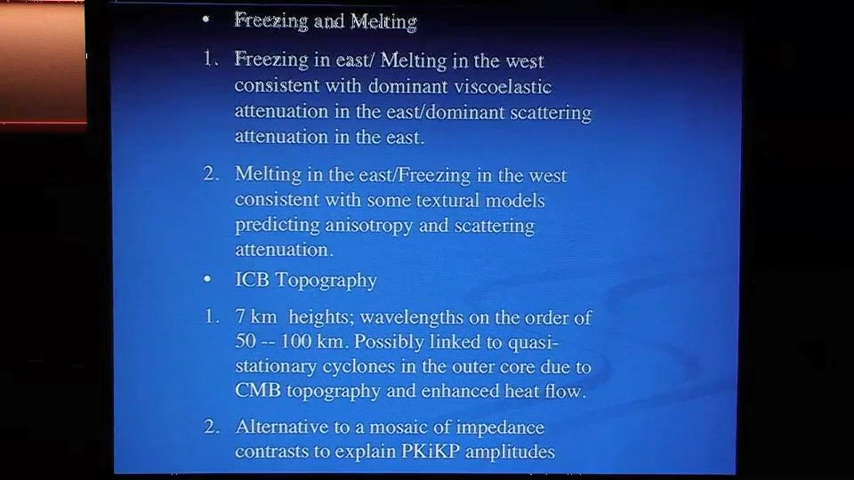 • Freezing and Melting
1. Freezing in east/ Melting in the west
consistent with dominant viscoelastic
attenuation in the east/dominant scattering
attenuation in the east.
2. Melting in the east/Freezing in the west
consistent with some textural models
predicting anisotropy and scattering
attenuation.
• ICB Topography
1. 7 km heights; wavelengths on the order of
50 -- 100 km. Possibly linked to quasi-
stationary cyclones in the outer core due to
CMB topography and enhanced heat flow.
2. Alternative to a mosaic of impedance
contrasts to explain PKiKP amplitudes